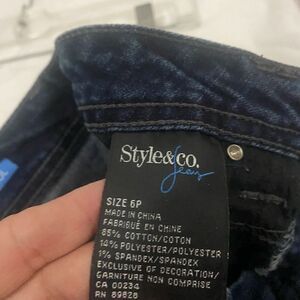 Style&co.
Jeans
SIZE 6P
MADE IN CHINA
FABRIQUÉ EN CHINE
85% COTTON/COTON
14% POLYESTER/POLYESTER
1% SPANDEX/SPANDEX
EXCLUSIVE OF DECORATION/
GARNITURE NON COMPRISE
CA 00234
RN 89828